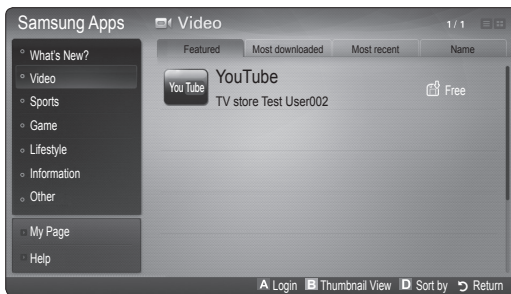 Samsung Apps
Video
1/1
What's New?
Video
Sports
Game
Lifestyle
Information
Other
My Page
Help
Featured
Most downloaded
Most recent
Name
You Tube
YouTube
TV store Test User002
Free
A Login B Thumbnail View D Sort by Return